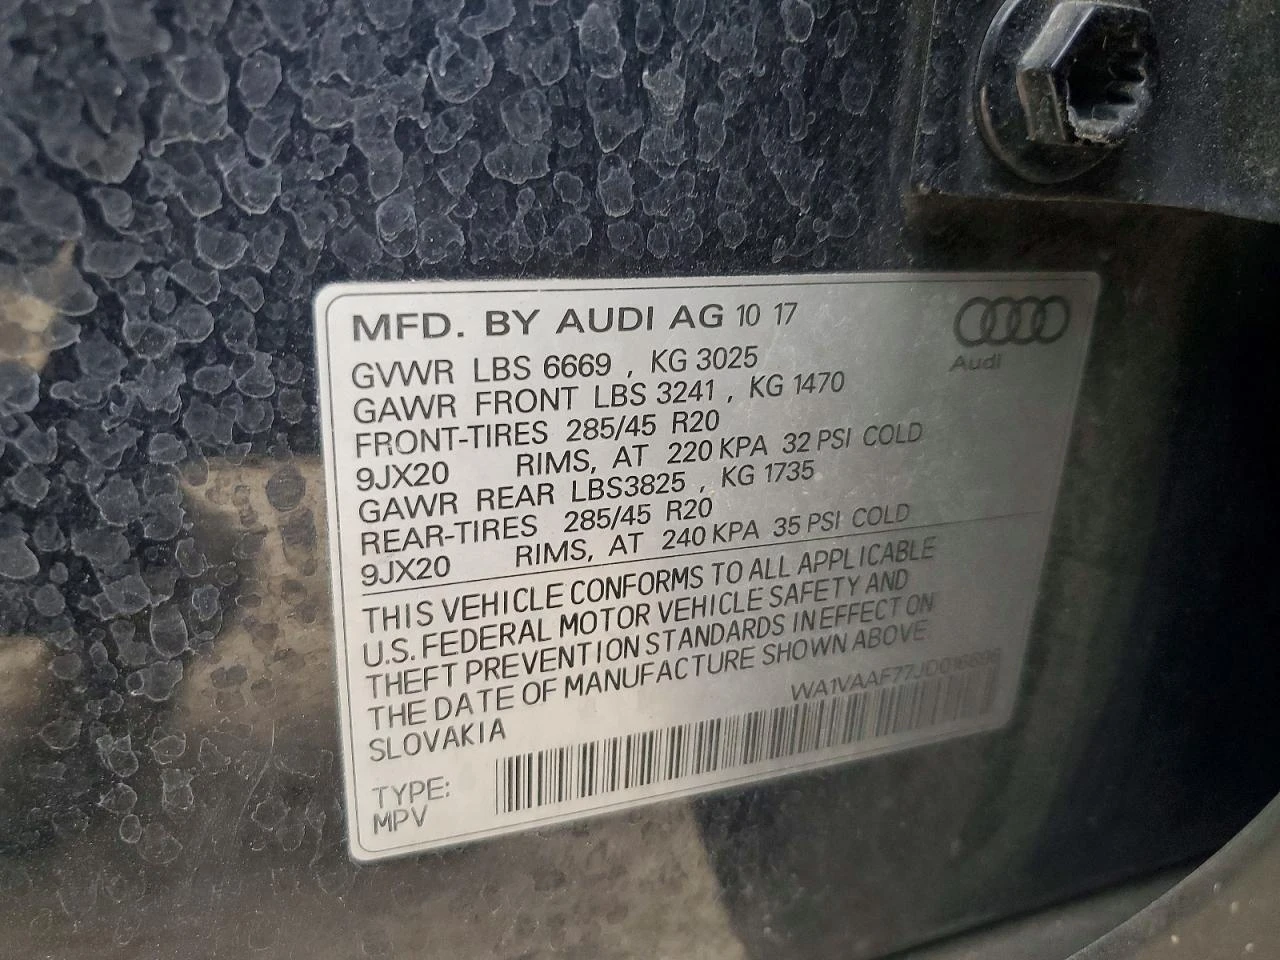 MFD. BY AUDI AG 10 17
Audi
GVWR LBS 6669 , KG 3025
GAWR FRONT LBS 3241 , KG 1470
FRONT-TIRES 285/45 R20
9JX20 RIMS, AT 220 KPA 32 PSI COLD
GAWR REAR LBS3825 , KG 1735
REAR-TIRES 285/45 R20
9JX20 RIMS, AT 240 KPA 35 PSI COLD
THIS VEHICLE CONFORMS TO ALL APPLICABLE
U.S. FEDERAL MOTOR VEHICLE SAFETY AND
THEFT PREVENTION STANDARDS IN EFFECT ON
THE DATE OF MANUFACTURE SHOWN ABOVE
SLOVAKIA
TYPE:
MPV